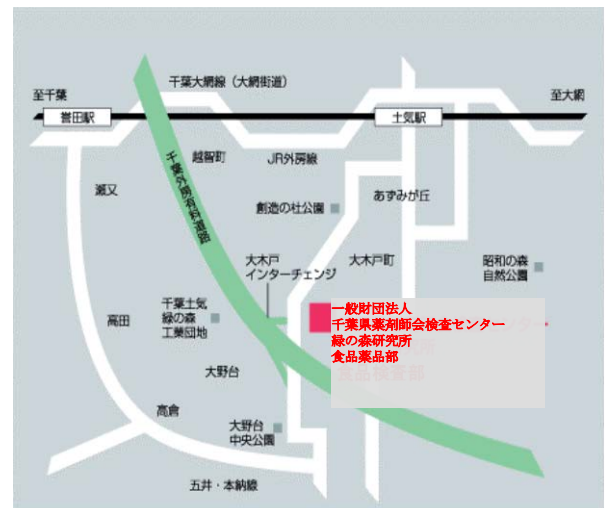 千葉大網線（大網街道）
至千葉
至大網
誉田駅
土気駅
越智町
JR外房線
千葉外房有料道路
瀬又
あすみが丘
創造の杜公園
大木戸
インターチェンジ
大木戸町
昭和の森
自然公園
千葉土気
緑の森
工業団地
高田
一般財団法人
千葉県薬剤師会検査センター
緑の森研究所
食品薬品部
大野台
高倉
大野台
中央公園
五井・本納線